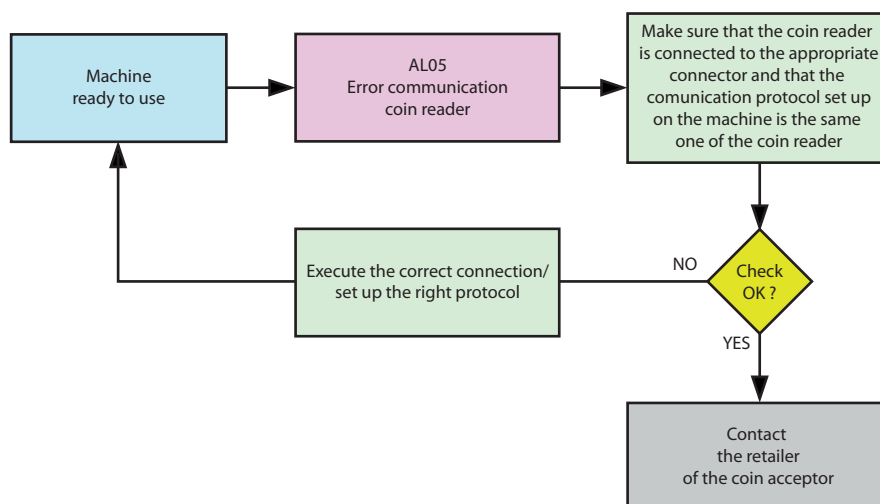 Machine
ready to use
AL05
Error communication
coin reader
Make sure that the coin reader
is connected to the appropriate
connector and that the
comunication protocol set up
on the machine is the same
one of the coin reader
Execute the correct connection/
set up the right protocol
NO
Check
OK ?
YES
Contact
the retailer
of the coin acceptor